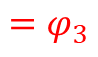 = φ₃